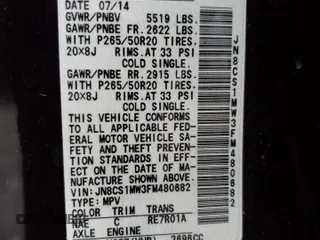 DATE 07/14
GVWR/PNBV 5519 LBS.
GAWR/PNBE FR. 2622 LBS.
WITH P265/50R20 TIRES,
20X8J RIMS, AT 33 PSI
COLD SINGLE.
GAWR/PNBE RR. 2915 LBS.
WITH P265/50R20 TIRES,
20X8J RIMS, AT 33 PSI
COLD SINGLE.
THIS VEHICLE CONFORMS
TO ALL APPLICABLE FED-
ERAL MOTOR VEHICLE SA-
FETY AND THEFT PREVEN-
TION STANDARDS IN EFF-
ECT ON THE DATE OF MA-
NUFACTURE SHOWN ABOVE.
VIN: JN8CS1MW3FM480682
TYPE: MPV
COLOR TRIM TRANS
NAE C RE7R01A
AXLE ENGINE
2696CC
JN8CS1MW3FM480682